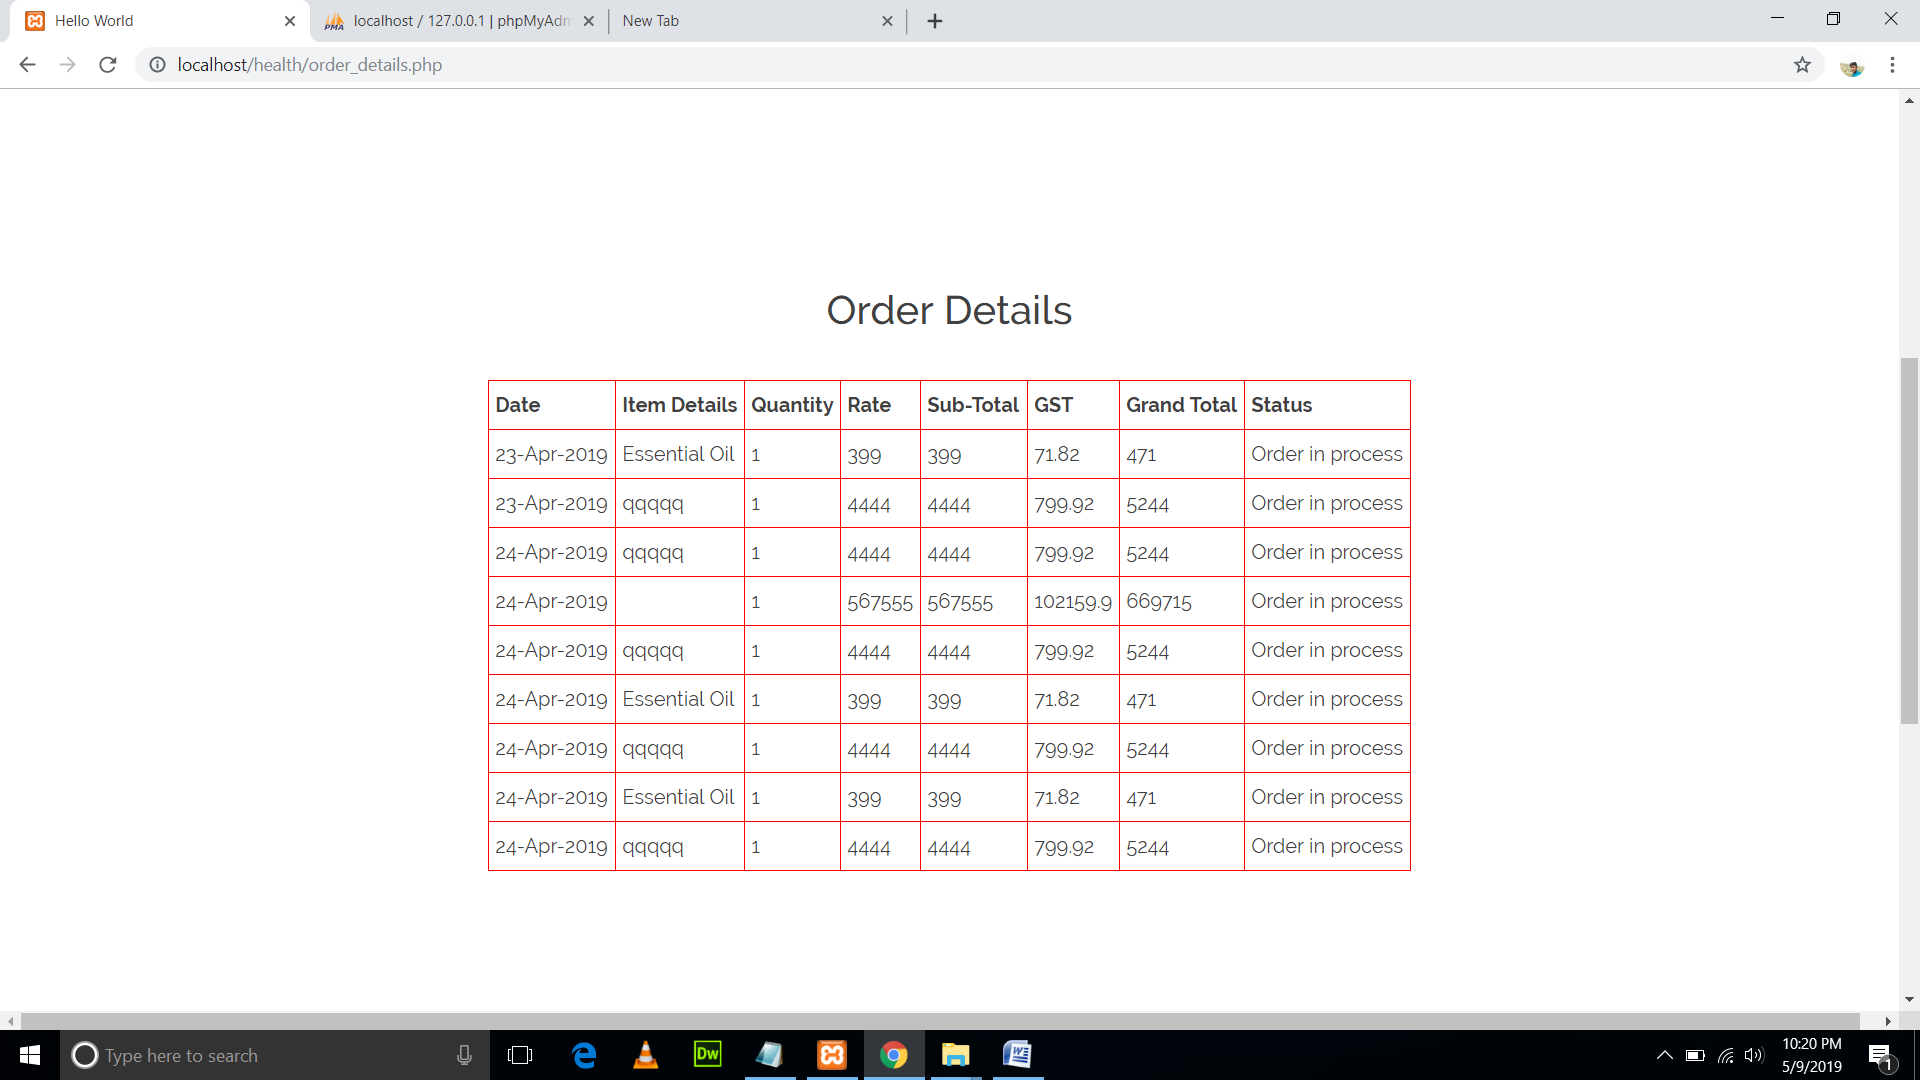 Hello World
localhost / 127.0.0.1 | phpMyAdm
New Tab
localhost/health/order_details.php
Order Details
Date Item Details Quantity Rate Sub-Total GST Grand Total Status
23-Apr-2019 Essential Oil 1 399 399 71.82 471 Order in process
23-Apr-2019 qqqqq 1 4444 4444 799.92 5244 Order in process
24-Apr-2019 qqqqq 1 4444 4444 799.92 5244 Order in process
24-Apr-2019 1 567555 567555 102159.9 669715 Order in process
24-Apr-2019 qqqqq 1 4444 4444 799.92 5244 Order in process
24-Apr-2019 Essential Oil 1 399 399 71.82 471 Order in process
24-Apr-2019 qqqqq 1 4444 4444 799.92 5244 Order in process
24-Apr-2019 Essential Oil 1 399 399 71.82 471 Order in process
24-Apr-2019 qqqqq 1 4444 4444 799.92 5244 Order in process
Type here to search
Dw
10:20 PM
5/9/2019
1